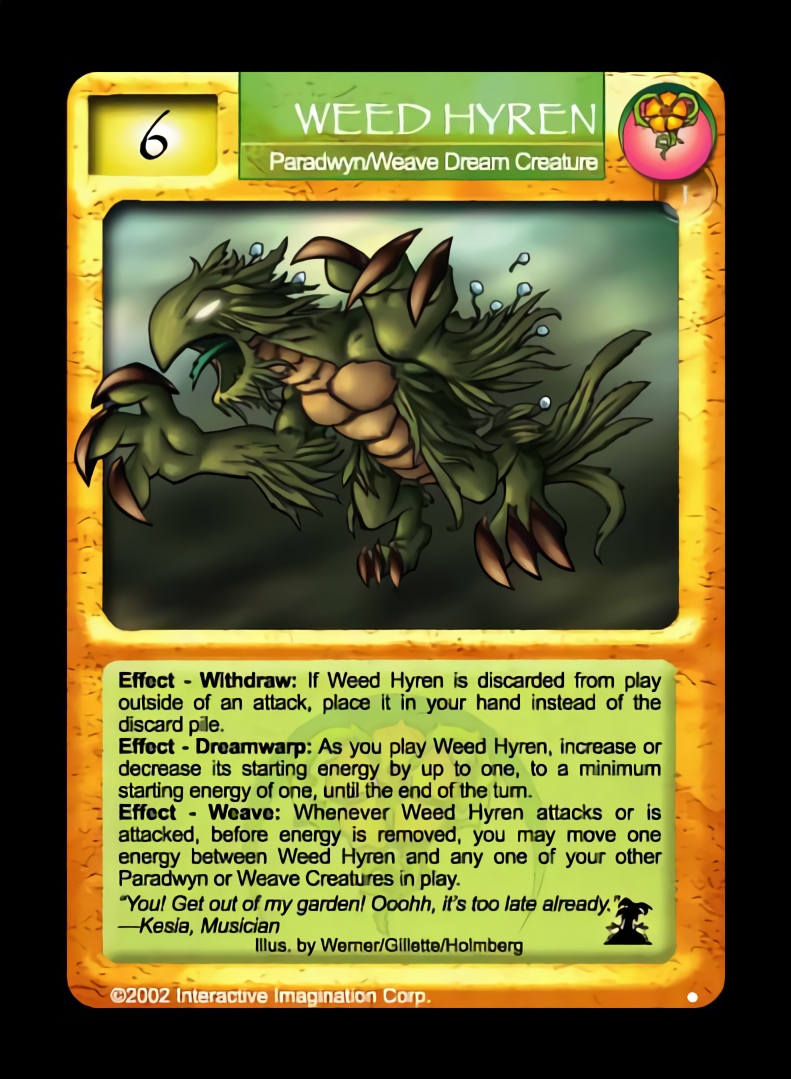 6
WEED HYREN
Paradwyn/Weave Dream Creature
1
Effect - Withdraw: If Weed Hyren is discarded from play
outside of an attack, place it in your hand instead of the
discard pile.
Effect - Dreamwarp: As you play Weed Hyren, increase or
decrease its starting energy by up to one, to a minimum
starting energy of one, until the end of the turn.
Effect - Weave: Whenever Weed Hyren attacks or is
attacked, before energy is removed, you may move one
energy between Weed Hyren and any one of your other
Paradwyn or Weave Creatures in play.
"You! Get out of my garden! Ooohh, it's too late already."
—Kesia, Musician
Illus. by Werner/Gillette/Holmberg
©2002 Interactive Imagination Corp.